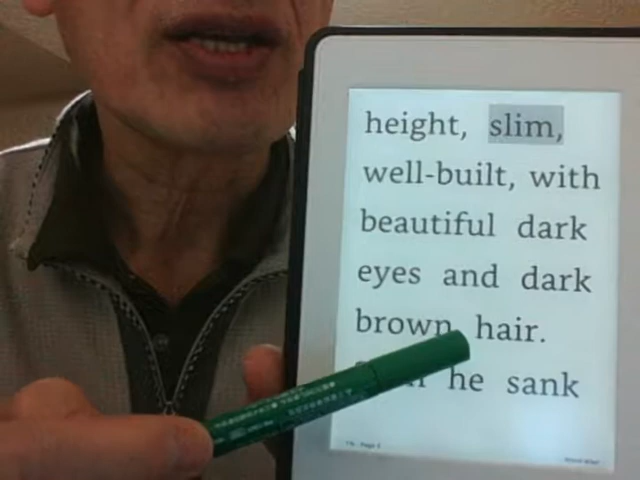 height, slim,
well-built, with
beautiful dark
eyes and dark
brown hair.
he sank